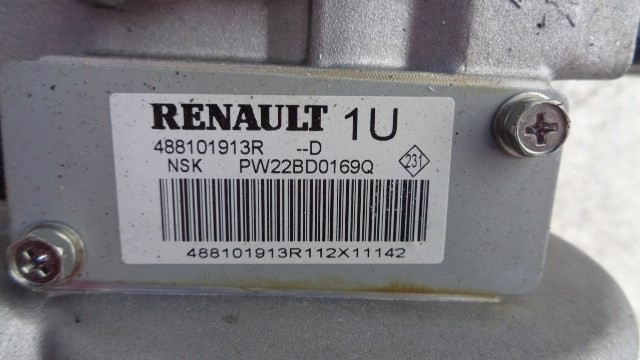 RENAULT 1U
488101913R --D
NSK PW22BD0169Q 231
488101913R112X11142